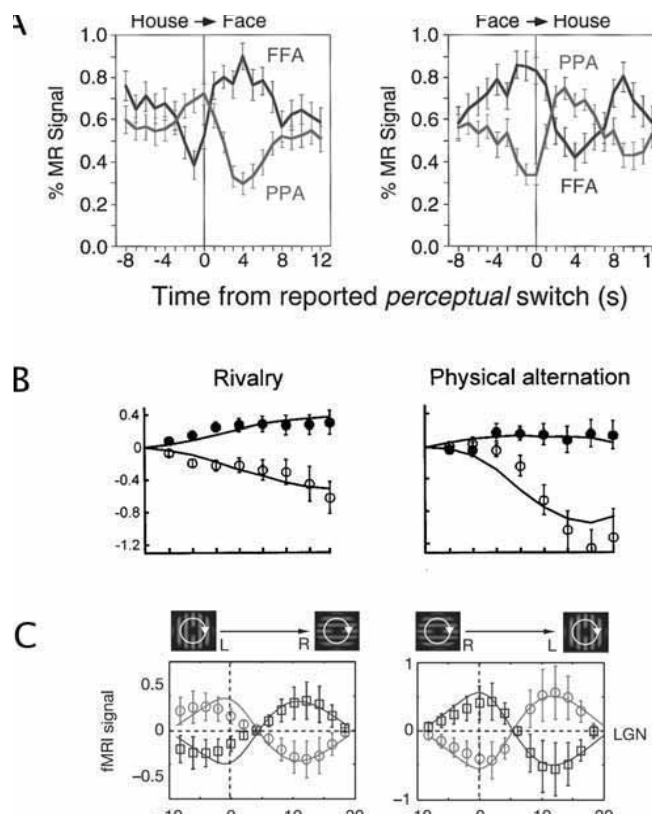 A
House → Face
Face → House
% MR Signal
1.0
0.8
0.6
0.4
0.2
0.0
FFA
PPA
-8 -4 0 4 8 12
% MR Signal
1.0
0.8
0.6
0.4
0.2
0.0
PPA
FFA
-8 -4 0 4 8
Time from reported perceptual switch (s)
B
Rivalry
Physical alternation
0.4
0
-0.4
-0.8
-1.2
C
L R
R L
fMRI signal
0.5
0
-0.5
1
0
-1
LGN
0
0